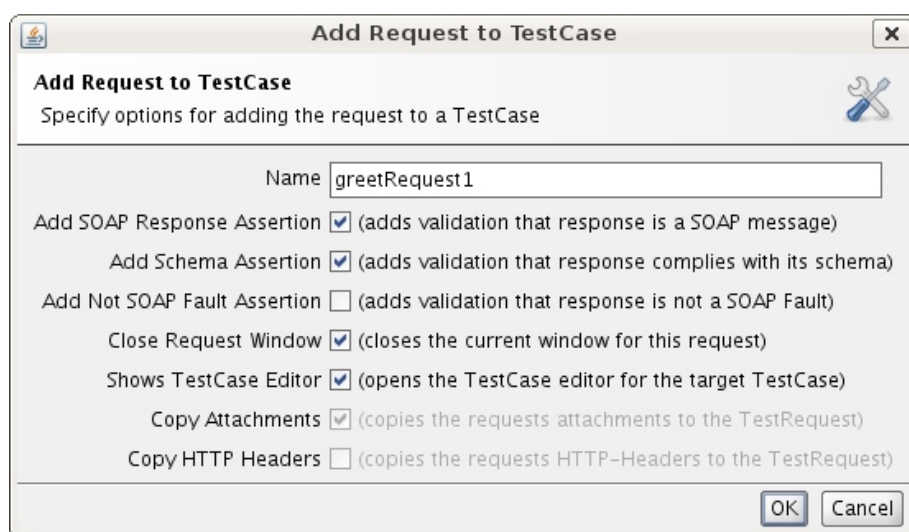 Add Request to TestCase
Add Request to TestCase
Specify options for adding the request to a TestCase
Name greetRequest1
Add SOAP Response Assertion (adds validation that response is a SOAP message)
Add Schema Assertion (adds validation that response complies with its schema)
Add Not SOAP Fault Assertion (adds validation that response is not a SOAP Fault)
Close Request Window (closes the current window for this request)
Shows TestCase Editor (opens the TestCase editor for the target TestCase)
Copy Attachments (copies the requests attachments to the TestRequest)
Copy HTTP Headers (copies the requests HTTP-Headers to the TestRequest)
OK Cancel